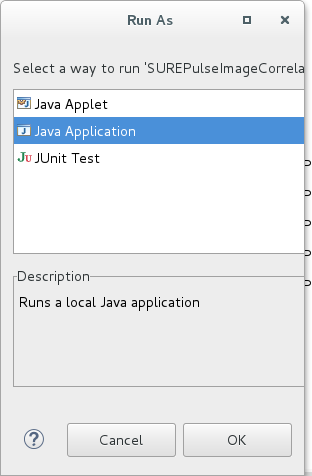 Run As
Select a way to run 'SUREPulseImageCorrela
Java Applet
Java Application
JUnit Test
Description
Runs a local Java application
Cancel
OK